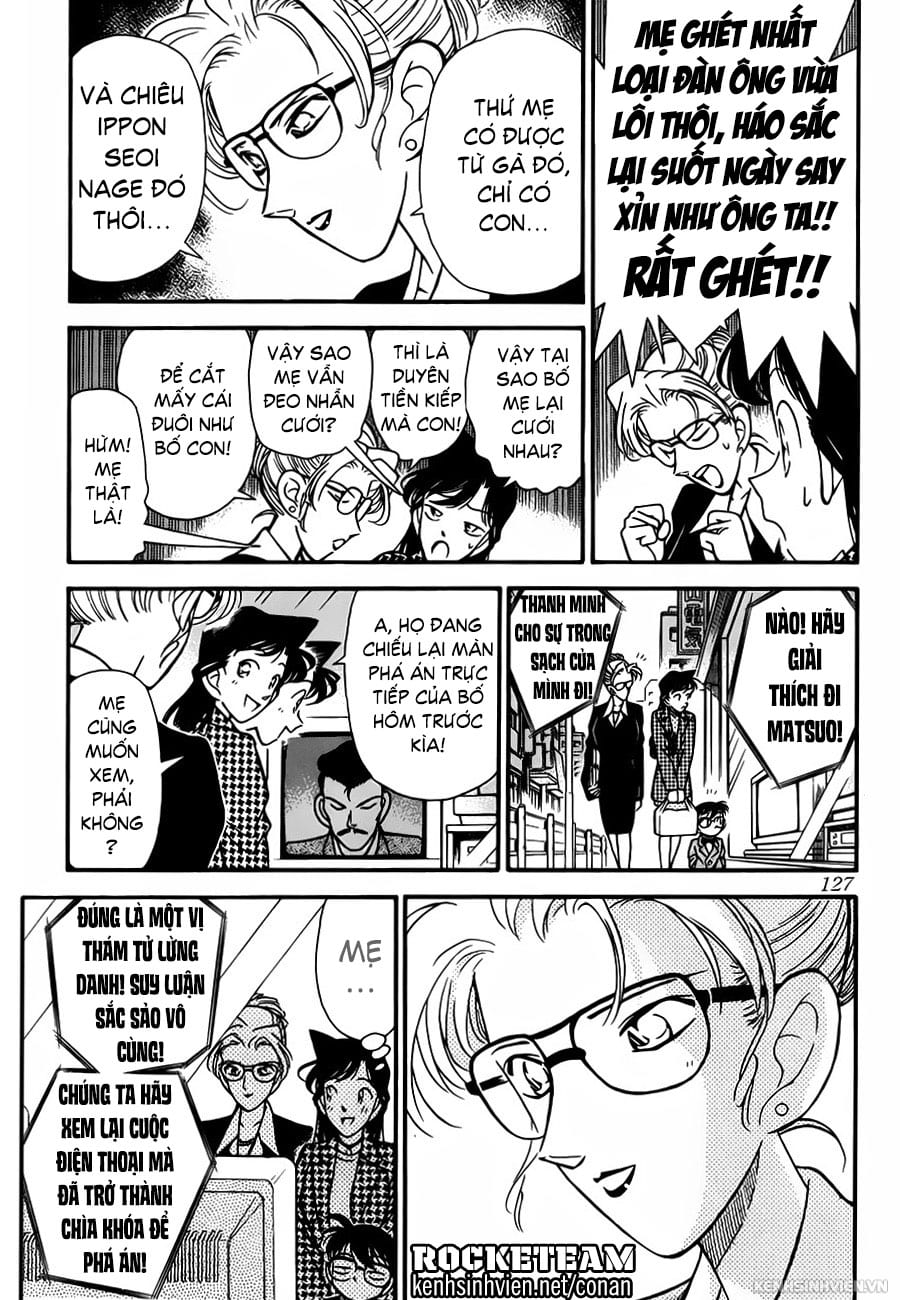 MẸ GHÉT NHẤT
LOẠI ĐÀN ÔNG VỪA
LÔI THÔI, HÁO SẮC
LẠI SUỐT NGÀY SAY
XỈN NHƯ ÔNG TA!!
RẤT GHÉT!!
THỨ MẸ
CÓ ĐƯỢC
TỪ GÃ ĐÓ,
CHỈ CÓ
CON...
VÀ CHIÊU
IPPON
SEOI
NAGE ĐÓ
THÔI...
VẬY TẠI
SAO BỐ
MẸ LẠI
CƯỚI
NHAU?
THÌ LÀ
DUYÊN
TIỀN KIẾP
MÀ CON!
VẬY SAO
MẸ VẪN
ĐEO NHẪN
CƯỚI?
ĐỂ CẮT
MẤY CÁI
ĐUÔI NHƯ
BỐ CON!
HỪM!
MẸ
THẬT
LÀ!
NÀO! HÃY
GIẢI
THÍCH ĐI
MATSUO!
THANH MINH
CHO SỰ TRONG
SẠCH CỦA
MÌNH ĐI!
A, HỌ ĐANG
CHIẾU LẠI MÀN
PHÁ ÁN TRỰC
TIẾP CỦA BỐ
HÔM TRƯỚC
KÌA!
MẸ
CŨNG
MUỐN
XEM,
PHẢI
KHÔNG
?
127
MẸ
...
ĐÚNG LÀ MỘT VỊ
THÁM TỬ LỪNG
DANH! SUY LUẬN
SẮC SẢO VÔ
CÙNG!
CHÚNG TA HÃY
XEM LẠI CUỘC
ĐIỆN THOẠI MÀ
ĐÃ TRỞ THÀNH
CHÌA KHÓA ĐỂ
PHÁ ÁN!
ROCKETEAM
kenhsinhvien.net/conan
KENHSINHVIEN.VN